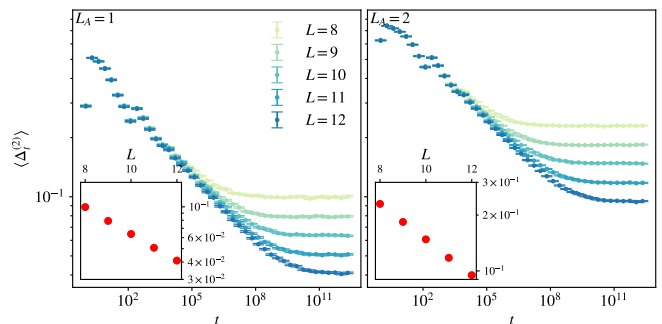 L_A = 1
L = 8
L = 9
L = 10
L = 11
L = 12
⟨Δ_t^(2)⟩
10^−1
8 10 12
L
10^−1
6 × 10^−2
4 × 10^−2
3 × 10^−2
10^2 10^5 10^8 10^11
t
L_A = 2
L
8 10 12
3 × 10^−1
2 × 10^−1
10^−1
10^2 10^5 10^8 10^11
t